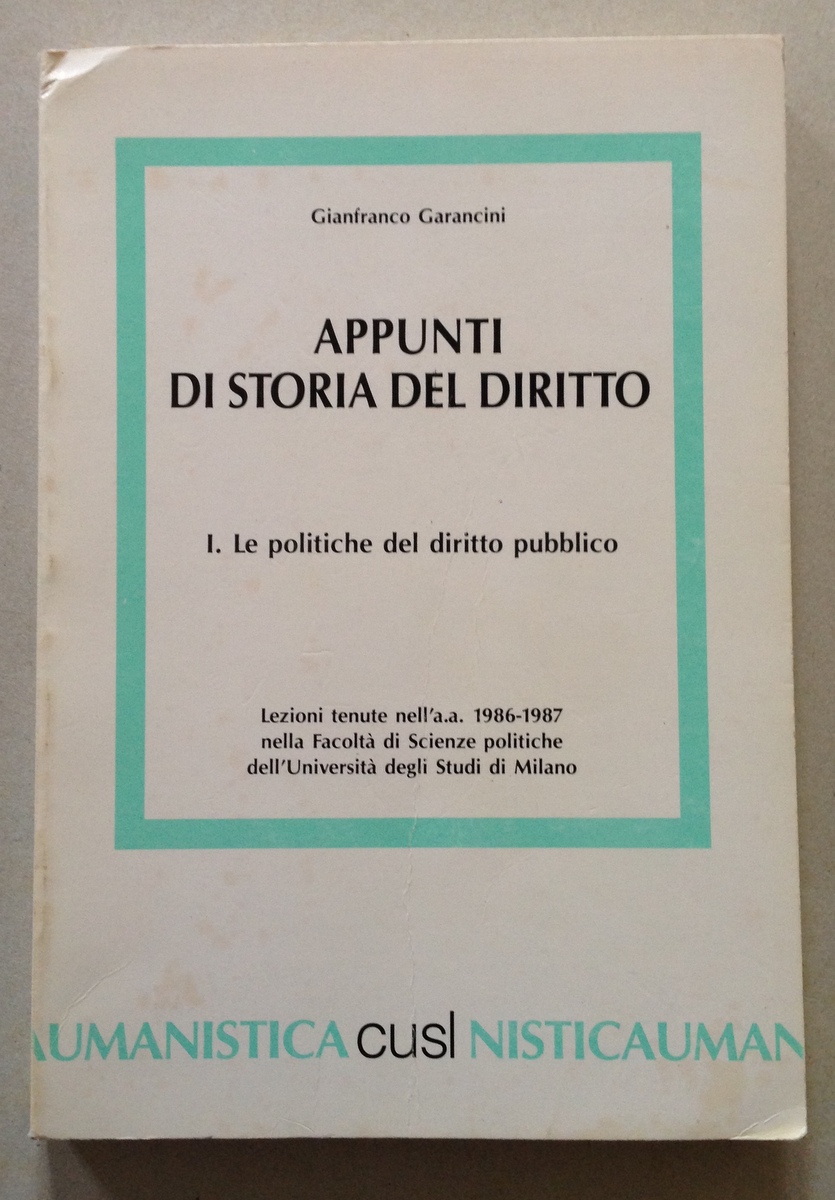 Gianfranco Garancini
APPUNTI
DI STORIA DEL DIRITTO
I. Le politiche del diritto pubblico
Lezioni tenute nell'a.a. 1986-1987
nella Facoltà di Scienze politiche
dell'Università degli Studi di Milano
AUMANISTICA cusl NISTICAUMAN